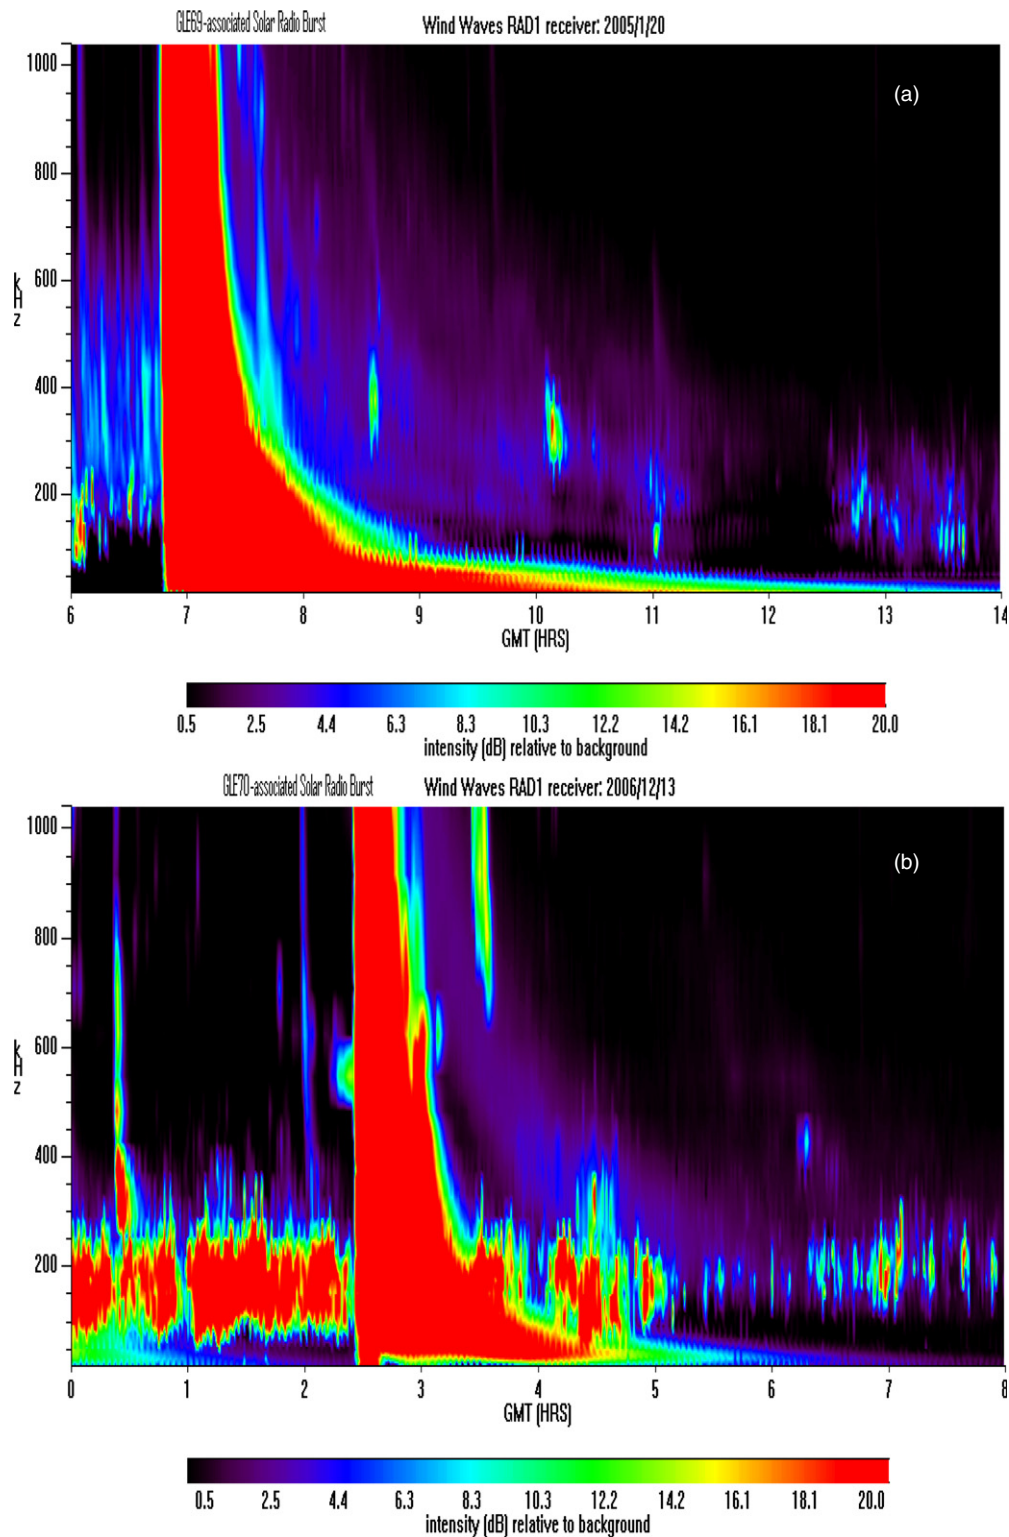 GLE69-associated Solar Radio Burst Wind Waves RAD1 receiver: 2005/1/20
(a)
1000
800
600
400
200
kHz
6 7 8 9 10 11 12 13 14
GMT (HRS)
0.5 2.5 4.4 6.3 8.3 10.3 12.2 14.2 16.1 18.1 20.0
intensity (dB) relative to background
GLE70-associated Solar Radio Burst Wind Waves RAD1 receiver: 2006/12/13
(b)
1000
800
600
400
200
kHz
0 1 2 3 4 5 6 7 8
GMT (HRS)
0.5 2.5 4.4 6.3 8.3 10.3 12.2 14.2 16.1 18.1 20.0
intensity (dB) relative to background